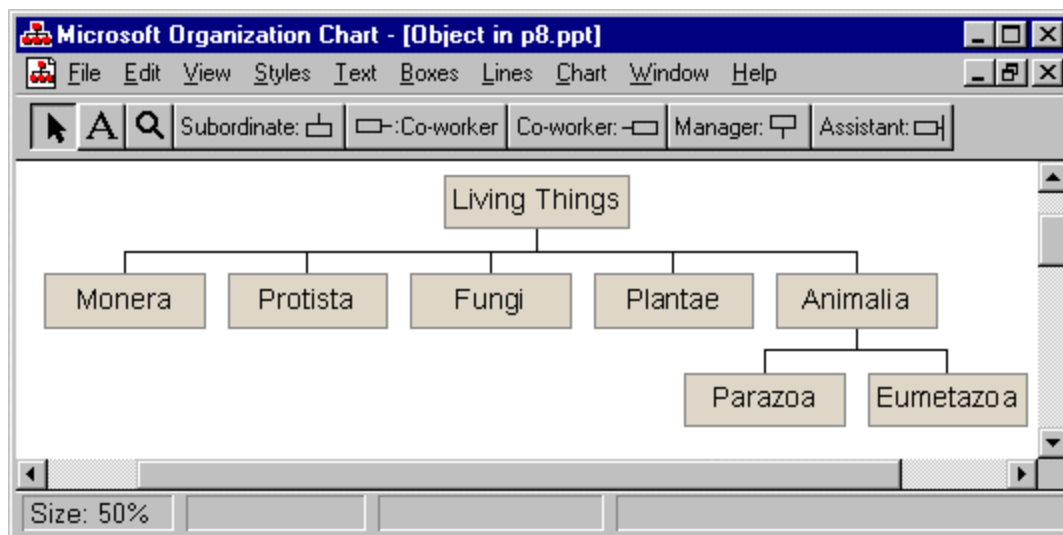 Microsoft Organization Chart - [Object in p8.ppt]
File Edit View Styles Text Boxes Lines Chart Window Help
A Subordinate: :Co-worker Co-worker: Manager: Assistant:
Living Things
Monera Protista Fungi Plantae Animalia
Parazoa Eumetazoa
Size: 50%